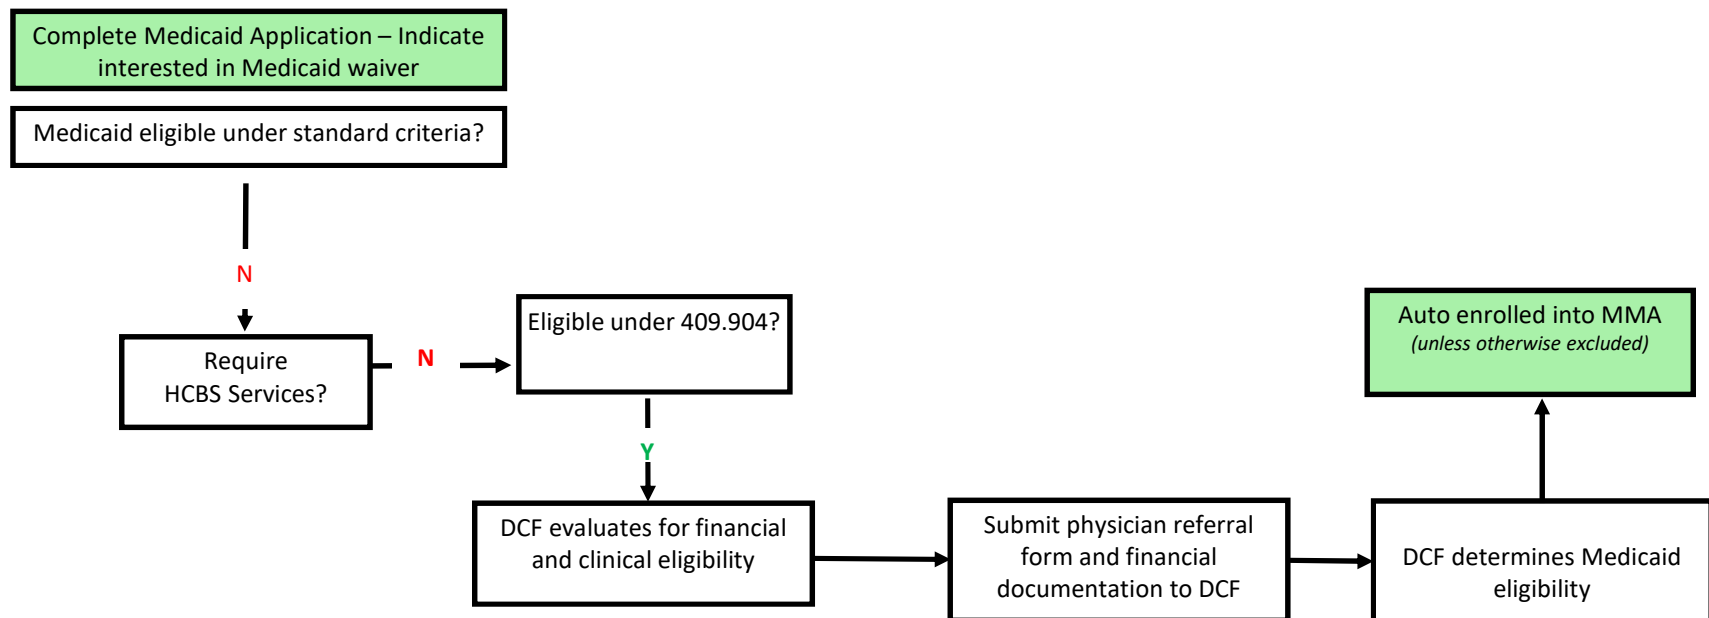 Complete Medicaid Application – Indicate
interested in Medicaid waiver
Medicaid eligible under standard criteria?
N
Require
HCBS Services?
N
Eligible under 409.904?
Y
DCF evaluates for financial
and clinical eligibility
Submit physician referral
form and financial
documentation to DCF
DCF determines Medicaid
eligibility
Auto enrolled into MMA
(unless otherwise excluded)